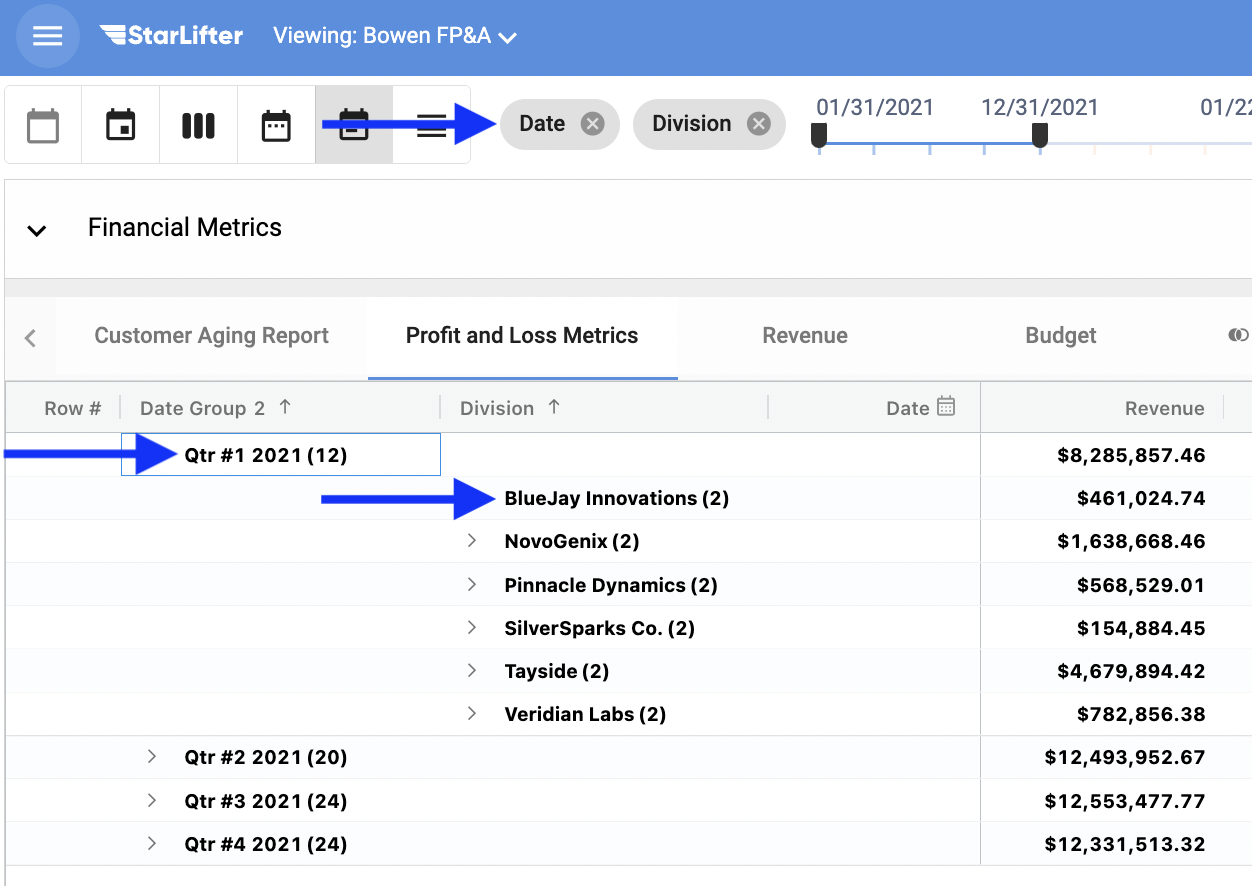 StarLifter Viewing: Bowen FP&A
Date Division 01/31/2021 12/31/2021 01/22
Financial Metrics
Customer Aging Report Profit and Loss Metrics Revenue Budget
Row # Date Group 2 Division Date Revenue
Qtr #1 2021 (12) $8,285,857.46
BlueJay Innovations (2) $461,024.74
NovoGenix (2) $1,638,668.46
Pinnacle Dynamics (2) $568,529.01
SilverSparks Co. (2) $154,884.45
Tayside (2) $4,679,894.42
Veridian Labs (2) $782,856.38
Qtr #2 2021 (20) $12,493,952.67
Qtr #3 2021 (24) $12,553,477.77
Qtr #4 2021 (24) $12,331,513.32